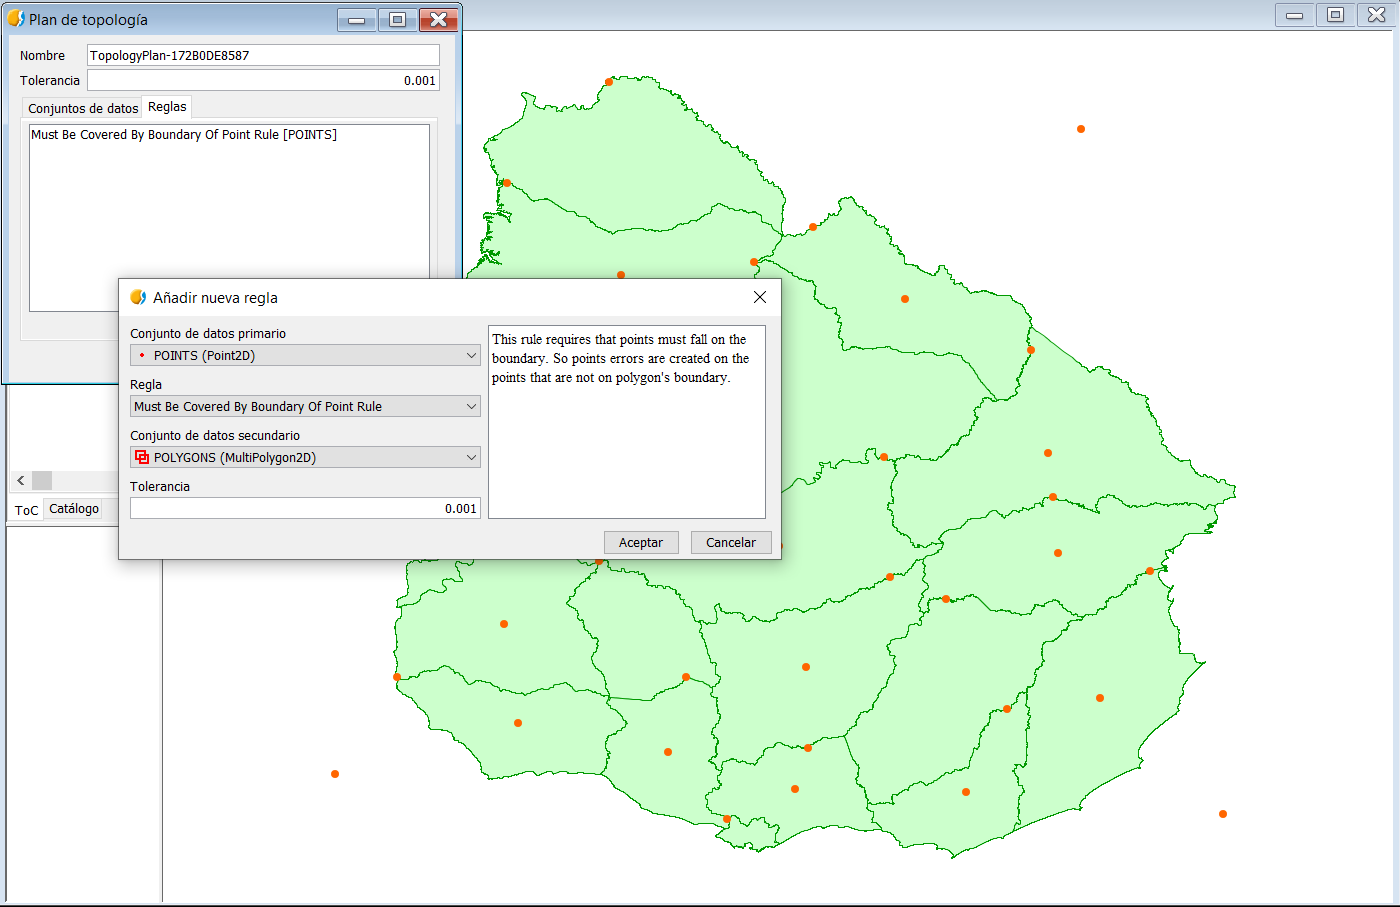 Plan de topología
Nombre
TopologyPlan-172B0DE8587
Tolerancia
0.001
Conjuntos de datos
Reglas
Must Be Covered By Boundary Of Point Rule [POINTS]
Añadir nueva regla
Conjunto de datos primario
POINTS (Point2D)
Regla
Must Be Covered By Boundary Of Point Rule
Conjunto de datos secundario
POLYGONS (MultiPolygon2D)
Tolerancia
0.001
This rule requires that points must fall on the
boundary. So points errors are created on the
points that are not on polygon's boundary.
Aceptar
Cancelar
ToC
Catálogo